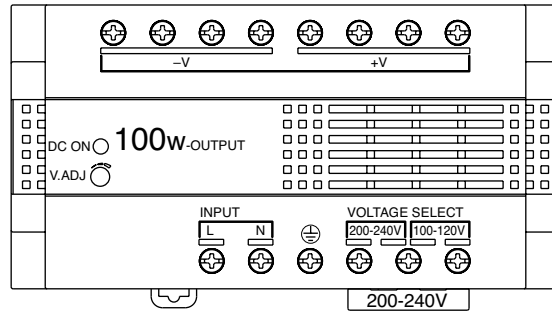 –V +V
DC ON 100W-OUTPUT
V.ADJ
INPUT VOLTAGE SELECT
L N 200-240V 100-120V
200-240V